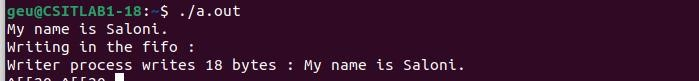 geu@CSITLAB1-18:~$ ./a.out
My name is Saloni.
Writing in the fifo :
Writer process writes 18 bytes : My name is Saloni.